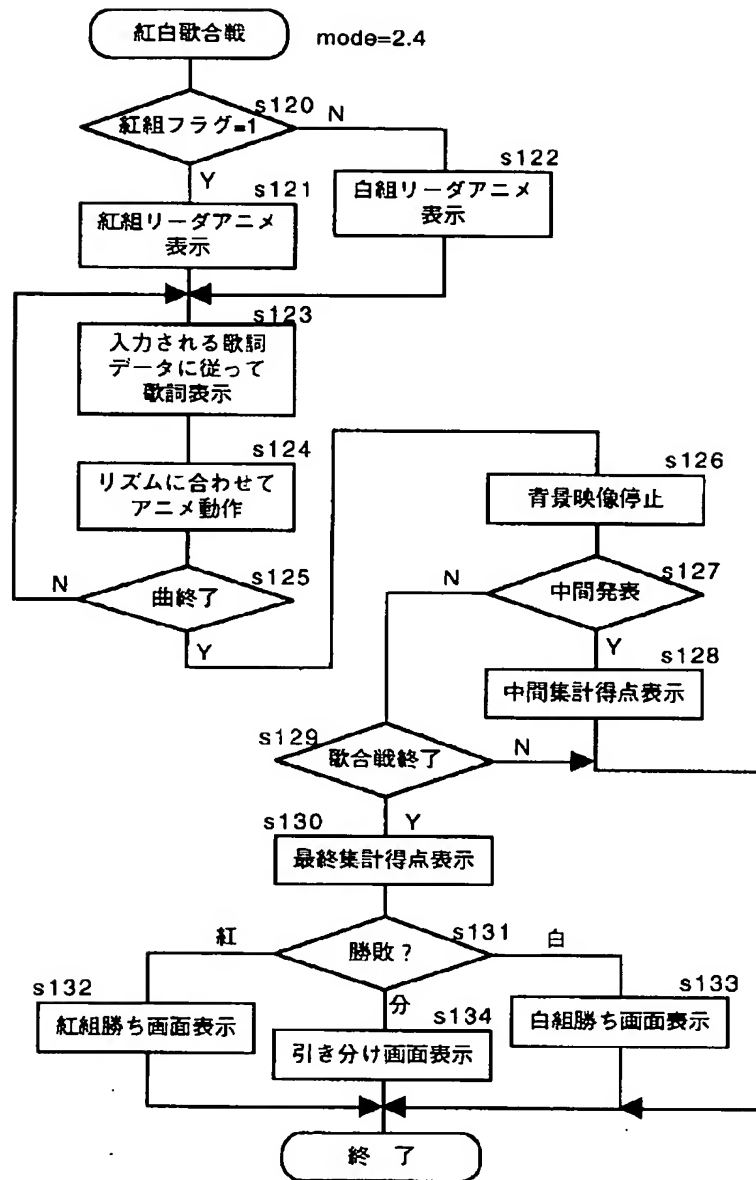 紅白歌合戦
mode=2.4
s120
紅組フラグ=1
N
Y
s121
s122
紅組リーダアニメ
表示
白組リーダアニメ
表示
s123
入力される歌詞
データに従って
歌詞表示
s124
リズムに合わせて
アニメ動作
s125
曲終了
N
Y
s126
背景映像停止
s127
中間発表
N
Y
s128
中間集計得点表示
s129
歌合戦終了
N
Y
s130
最終集計得点表示
s131
勝敗？
紅
白
分
s132
紅組勝ち画面表示
s134
引き分け画面表示
s133
白組勝ち画面表示
終 了